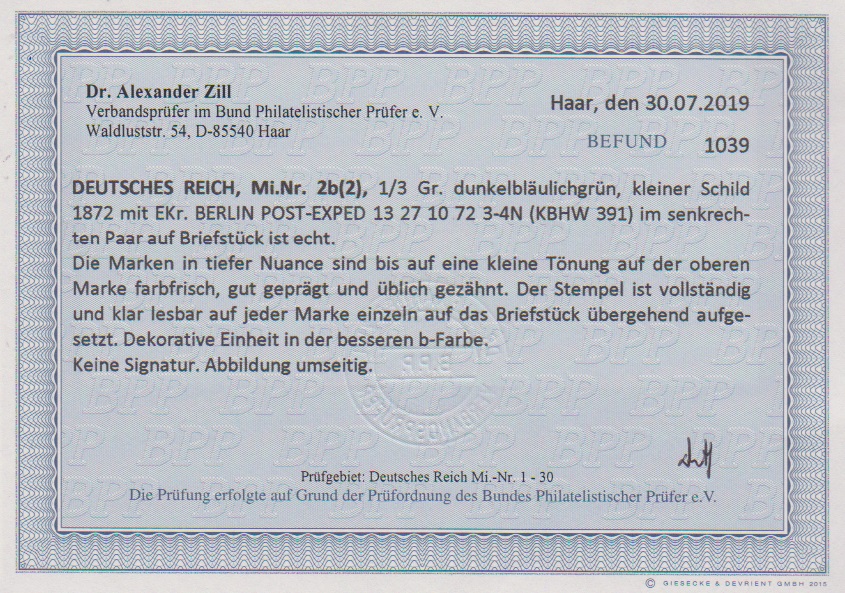 Dr. Alexander Zill
Verbandsprüfer im Bund Philatelistischer Prüfer e. V.
Waldluststr. 54, D-85540 Haar
Haar, den 30.07.2019
BEFUND 1039
DEUTSCHES REICH, Mi.Nr. 2b(2), 1/3 Gr. dunkelbläulichgrün, kleiner Schild
1872 mit EKr. BERLIN POST-EXPED 13 27 10 72 3-4N (KBHW 391) im senkrech-
ten Paar auf Briefstück ist echt.
Die Marken in tiefer Nuance sind bis auf eine kleine Tönung auf der oberen
Marke farbfrisch, gut geprägt und üblich gezähnt. Der Stempel ist vollständig
und klar lesbar auf jeder Marke einzeln auf das Briefstück übergehend aufge-
setzt. Dekorative Einheit in der besseren b-Farbe.
Keine Signatur. Abbildung umseitig.
Prüfgebiet: Deutsches Reich Mi.-Nr. 1 - 30
Die Prüfung erfolgte auf Grund der Prüfordnung des Bundes Philatelistischer Prüfer e.V.
© GIESECKE & DEVRIENT GMBH 2015